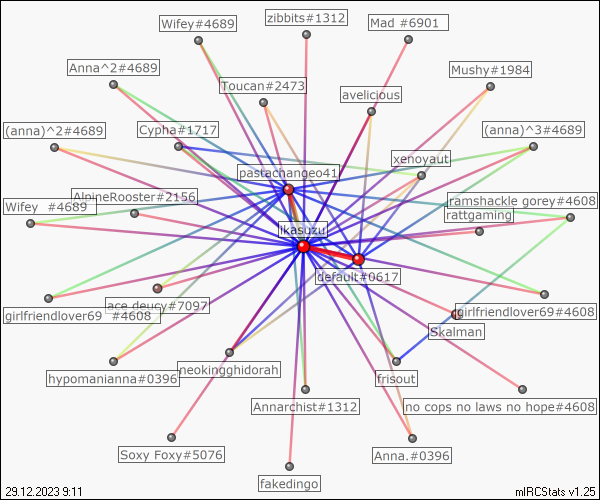 zibbits#1312
Wifey#4689
Mad #6901
Anna^2#4689
Mushy#1984
Toucan#2473
avelicious
(anna)^2#4689
Cypha#1717
(anna)^3#4689
xenoyaut
pastachangeo41
AlpineRooster#2156
ramshackle gorey#4608
Wifey  #4689
rattgaming
ikasuzu
default#0617
ace deucy#7097
girlfriendlover69  #4608
girlfriendlover69#4608
Skalman
neokingghidorah
hypomanianna#0396
frisout
Annarchist#1312
no cops no laws no hope#4608
Soxy Foxy#5076
Anna.#0396
fakedingo
29.12.2023 9:11
mIRCStats v1.25